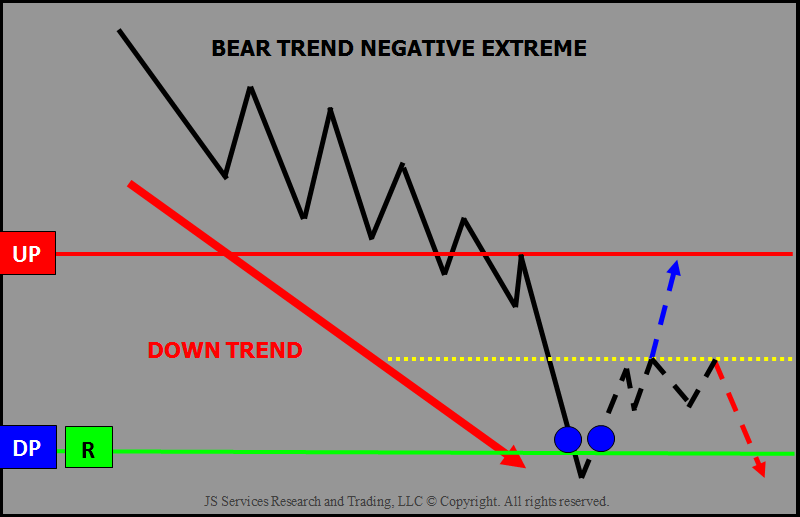 BEAR TREND NEGATIVE EXTREME
UP
DOWN TREND
DP
R
JS Services Research and Trading, LLC © Copyright. All rights reserved.